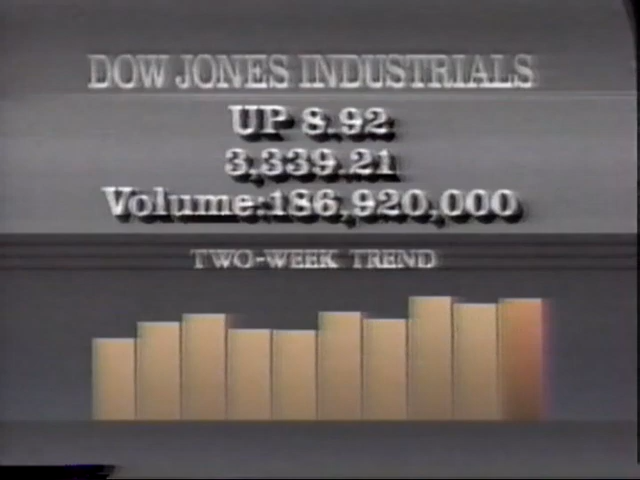 DOW JONES INDUSTRIALS
UP 8.92
3,339.21
Volume:186,920,000
TWO-WEEK TREND